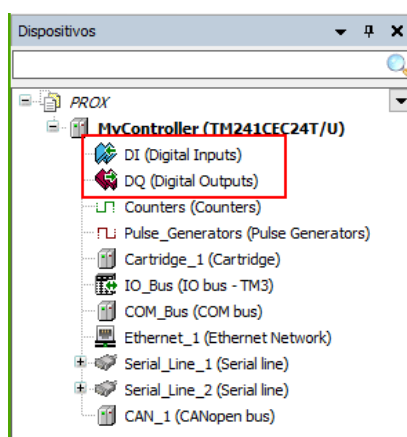 Dispositivos
PROX
MyController (TM241CEC24T/U)
DI (Digital Inputs)
DQ (Digital Outputs)
Counters (Counters)
Pulse_Generators (Pulse Generators)
Cartridge_1 (Cartridge)
IO_Bus (IO bus - TM3)
COM_Bus (COM bus)
Ethernet_1 (Ethernet Network)
Serial_Line_1 (Serial line)
Serial_Line_2 (Serial line)
CAN_1 (CANopen bus)